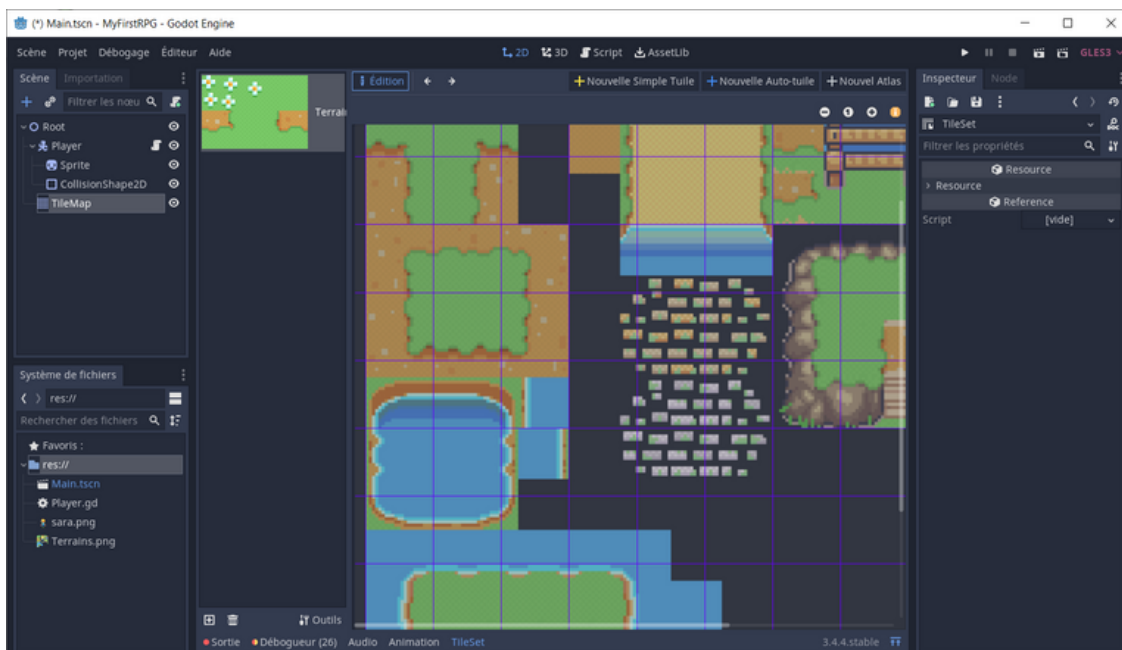 (*) Main.tscn - MyFirstRPG - Godot Engine
Scène Projet Débogage Éditeur Aide
2D 3D Script AssetLib
GLES3
Scène Importation
Filtrer les nœu
Root
Player
Sprite
CollisionShape2D
TileMap
Système de fichiers
res://
Rechercher des fichiers
Favoris :
res://
Main.tscn
Player.gd
sara.png
Terrains.png
Terrai
Outils
Édition
Nouvelle Simple Tuile Nouvelle Auto-tuile Nouvel Atlas
Sortie Débogueur (26) Audio Animation TileSet
3.4.4.stable
Inspecteur Node
TileSet
Filtrer les propriétés
Resource
Resource
Reference
Script [vide]